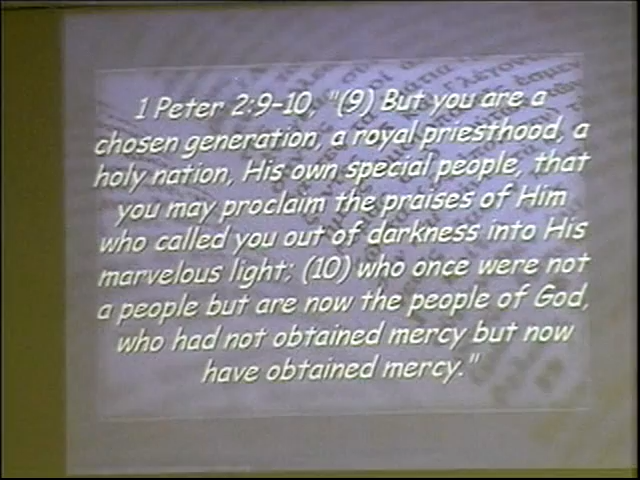 1 Peter 2:9-10, "(9) But you are a
chosen generation, a royal priesthood, a
holy nation, His own special people, that
you may proclaim the praises of Him
who called you out of darkness into His
marvelous light; (10) who once were not
a people but are now the people of God,
who had not obtained mercy but now
have obtained mercy."